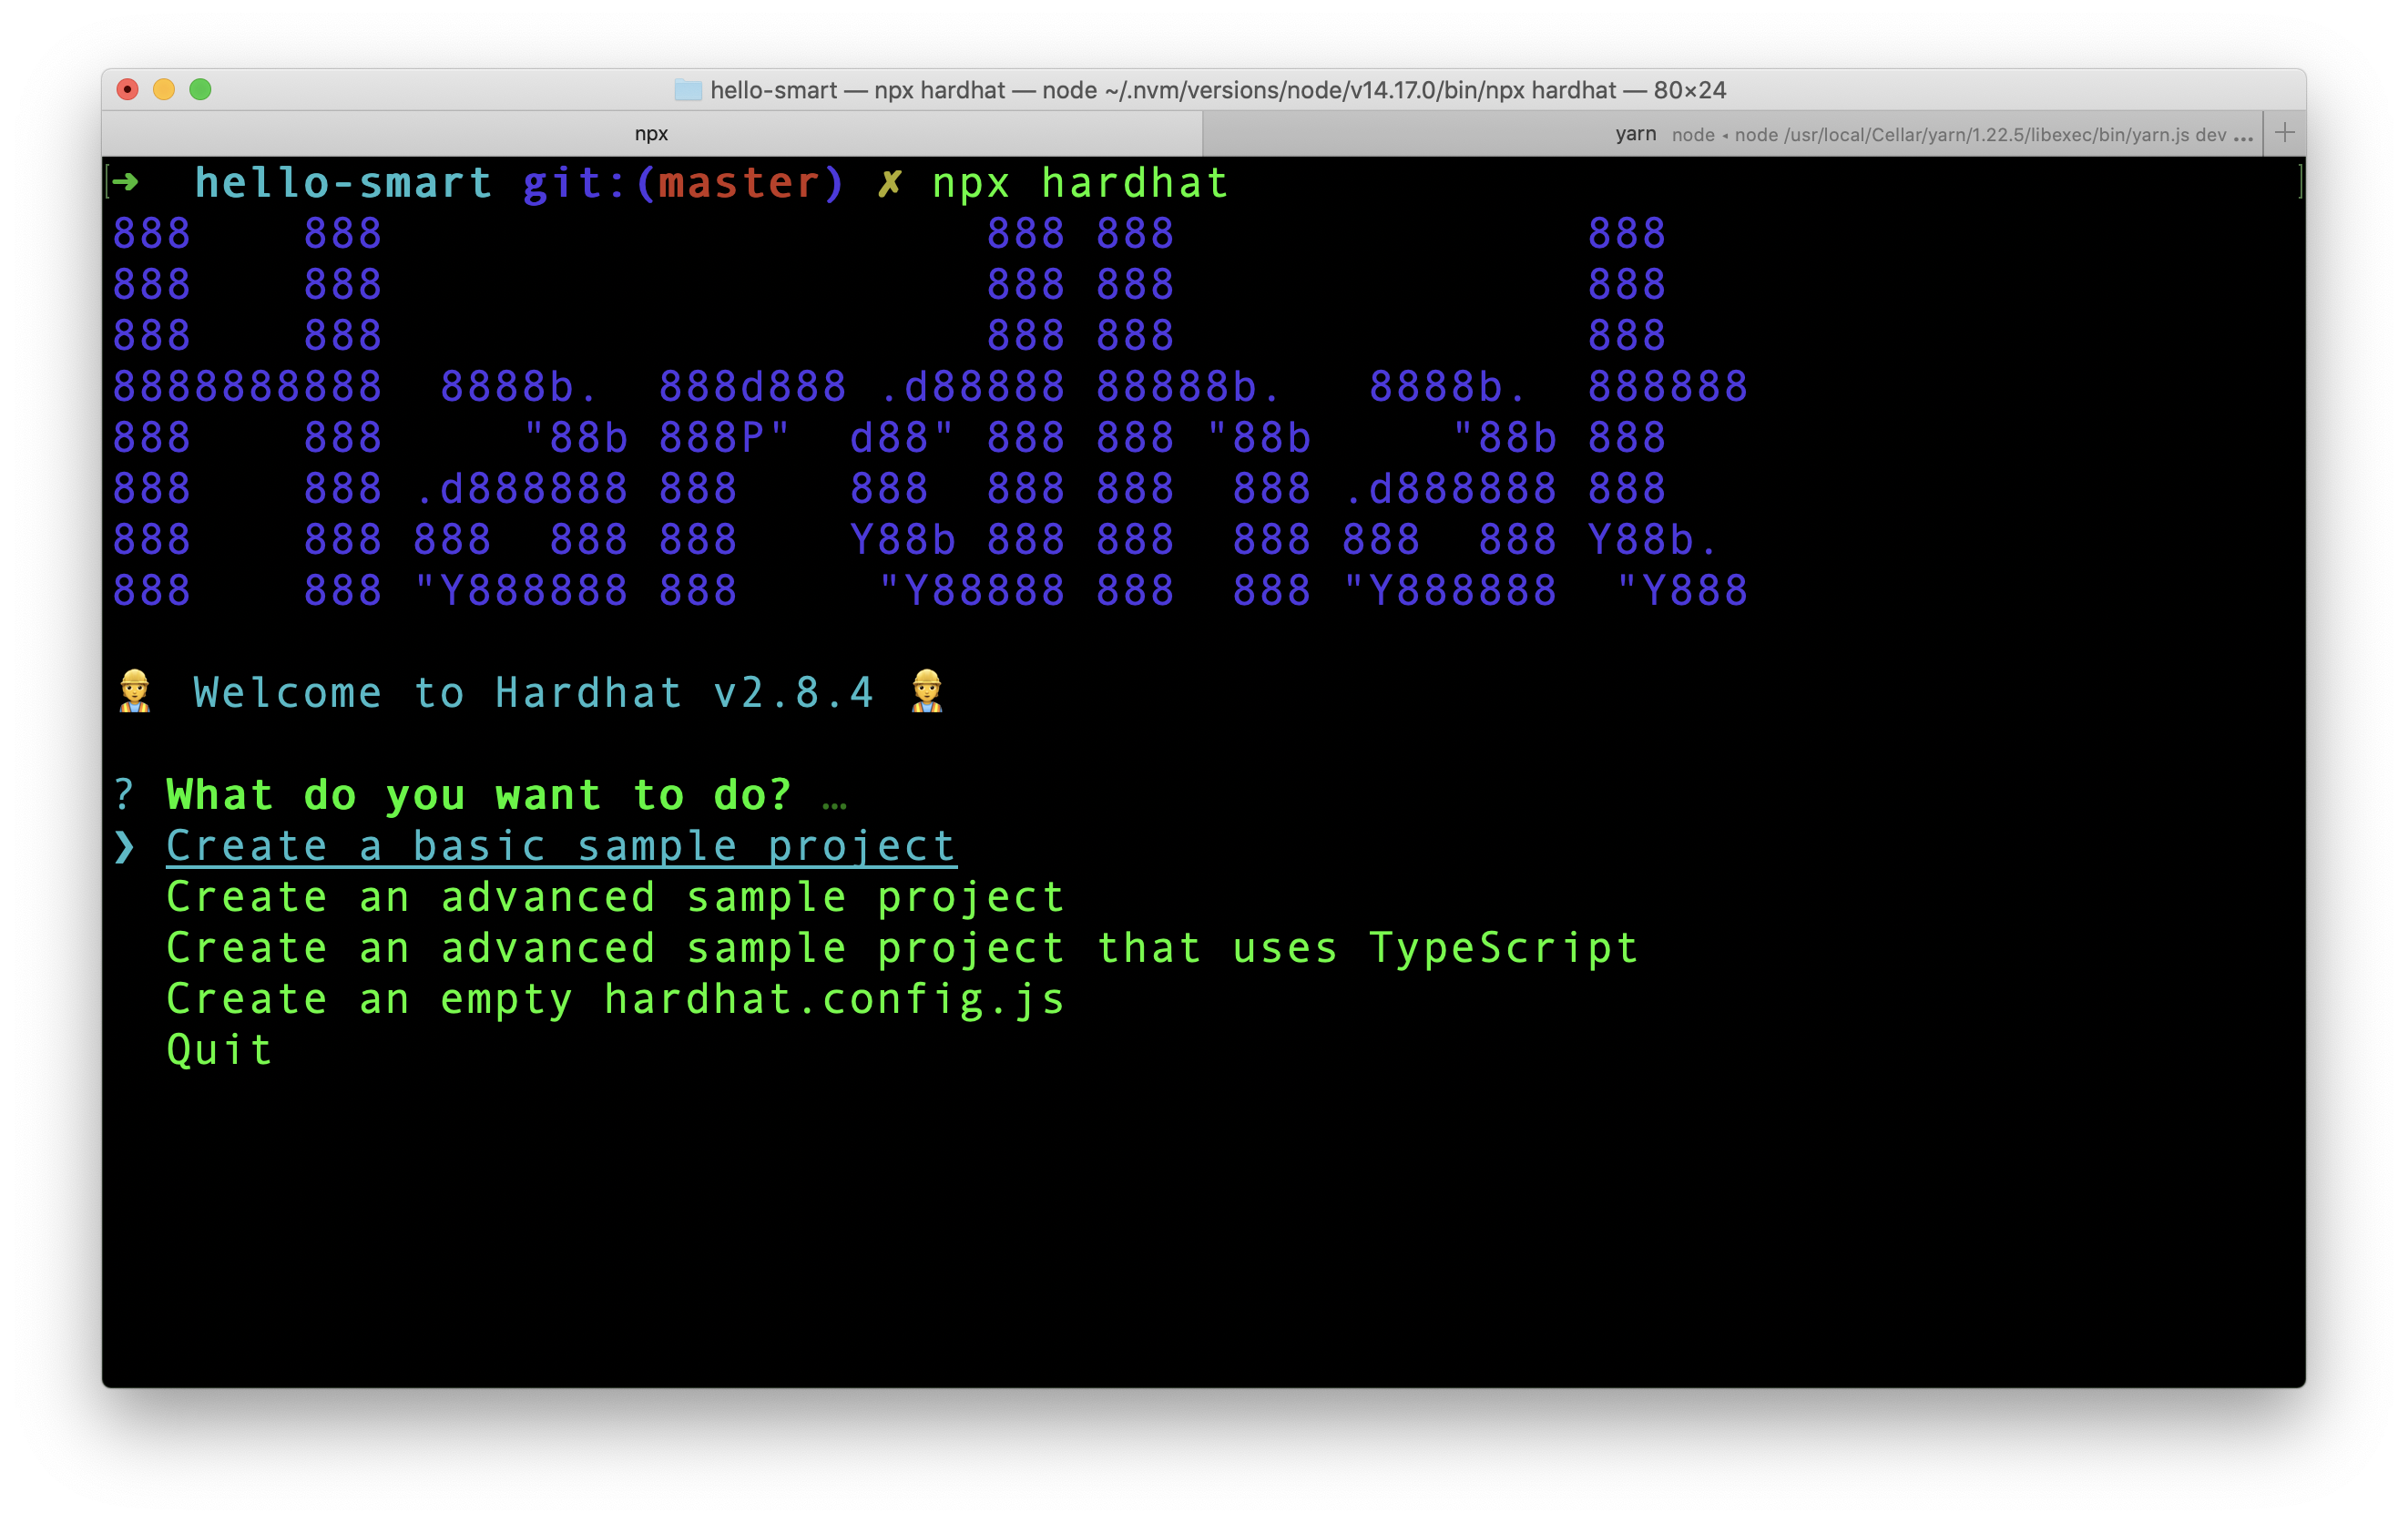 hello-smart — npx hardhat — node ~/.nvm/versions/node/v14.17.0/bin/npx hardhat — 80×24
npx
yarn node ◂ node /usr/local/Cellar/yarn/1.22.5/libexec/bin/yarn.js dev ...
[➜  hello-smart git:(master) ✗ npx hardhat ]
888    888                      888 888               888
888    888                      888 888               888
888    888                      888 888               888
8888888888  8888b.  888d888 .d88888 88888b.   8888b.  888888
888    888     "88b 888P"  d88" 888 888 "88b     "88b 888
888    888 .d888888 888    888  888 888  888 .d888888 888
888    888 888  888 888    Y88b 888 888  888 888  888 Y88b.
888    888 "Y888888 888     "Y88888 888  888 "Y888888  "Y888
👷 Welcome to Hardhat v2.8.4 👷
? What do you want to do? …
❯ Create a basic sample project
Create an advanced sample project
Create an advanced sample project that uses TypeScript
Create an empty hardhat.config.js
Quit